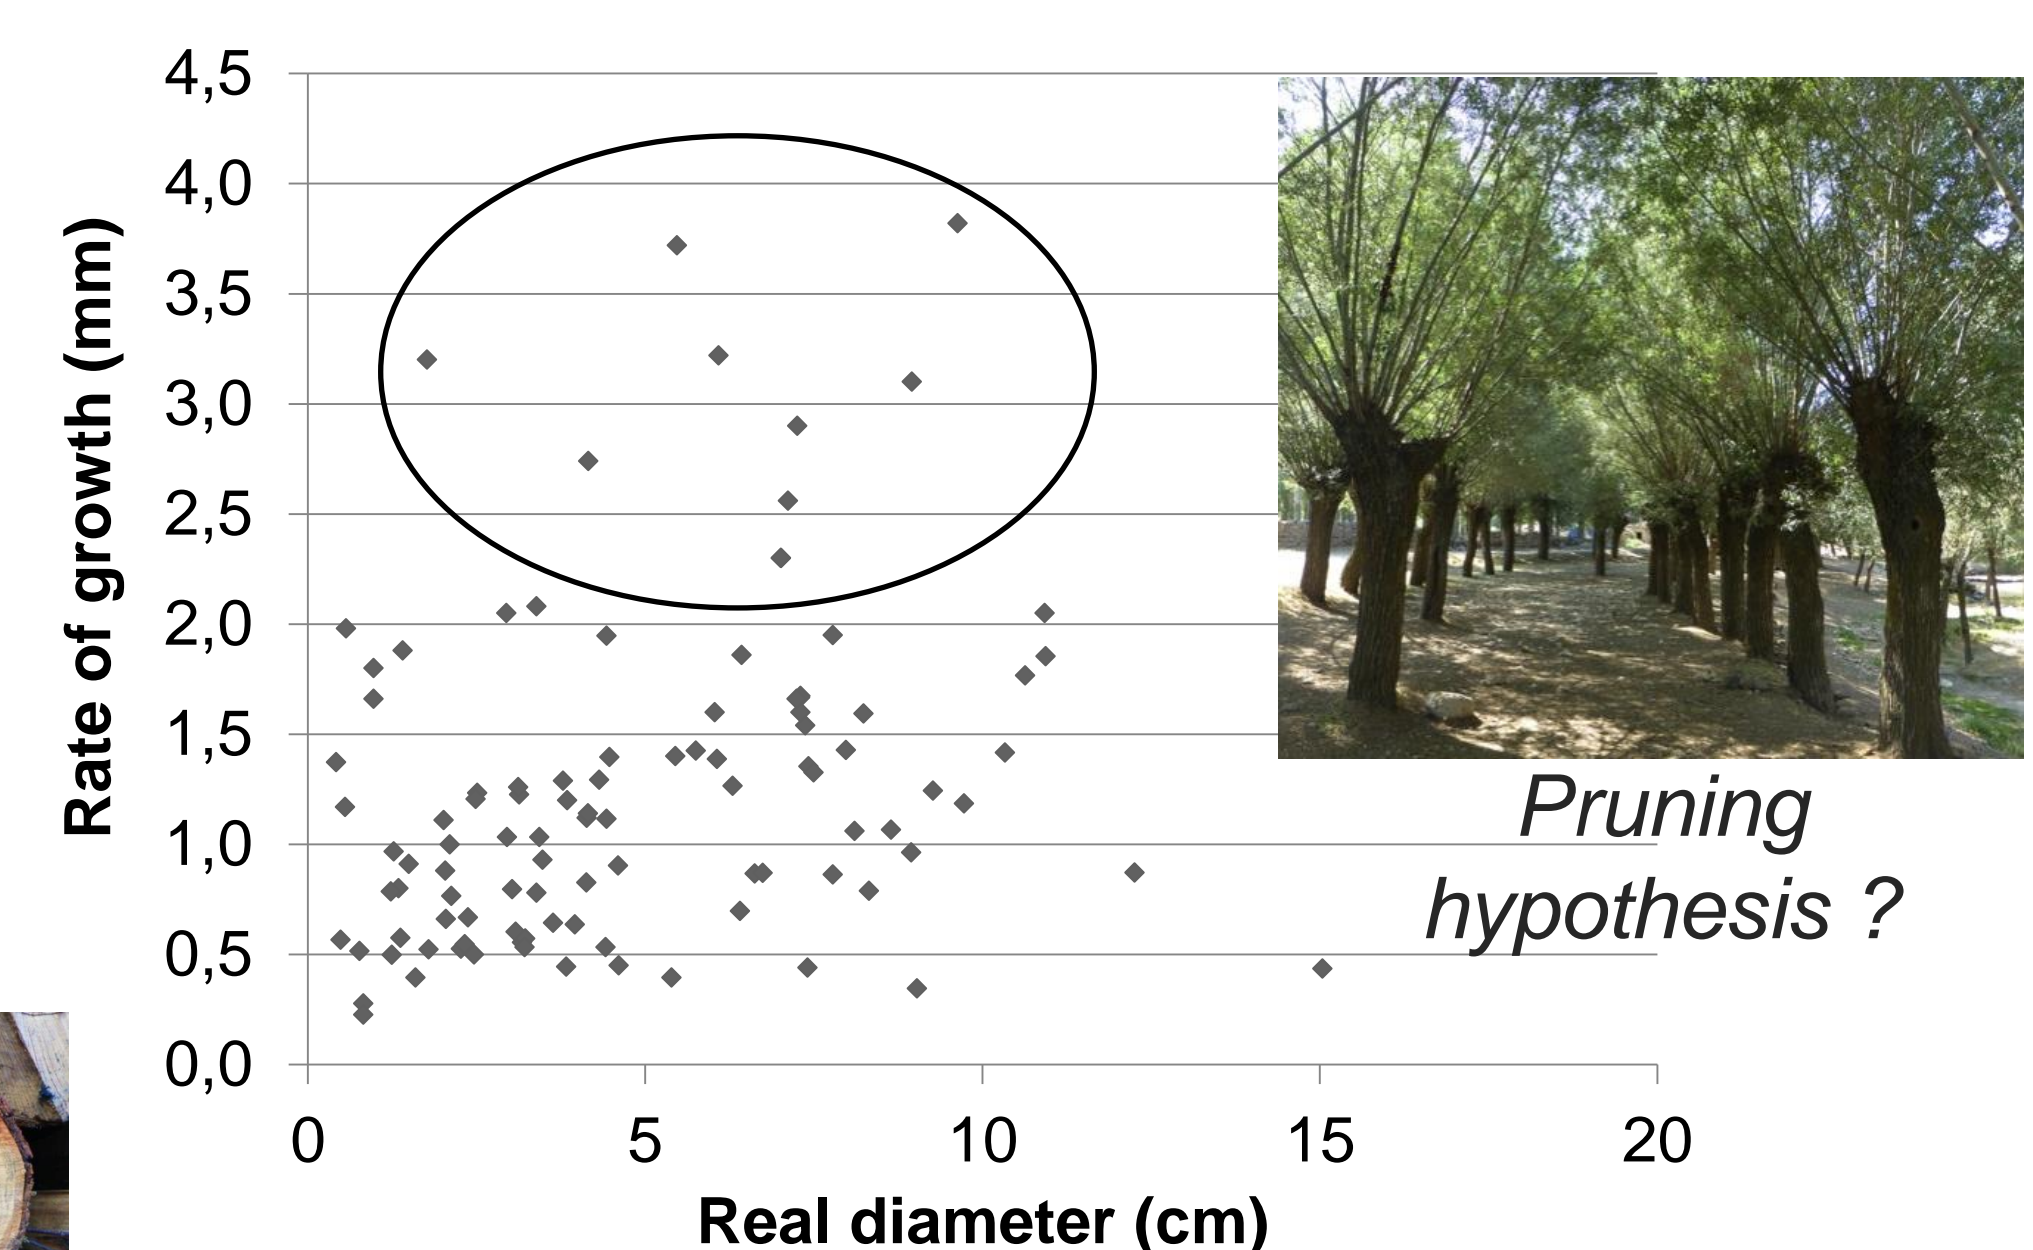 4,5
4,0
3,5
3,0
2,5
2,0
1,5
1,0
0,5
0,0
Rate of growth (mm)
0 5 10 15 20
Real diameter (cm)
Pruning
hypothesis ?